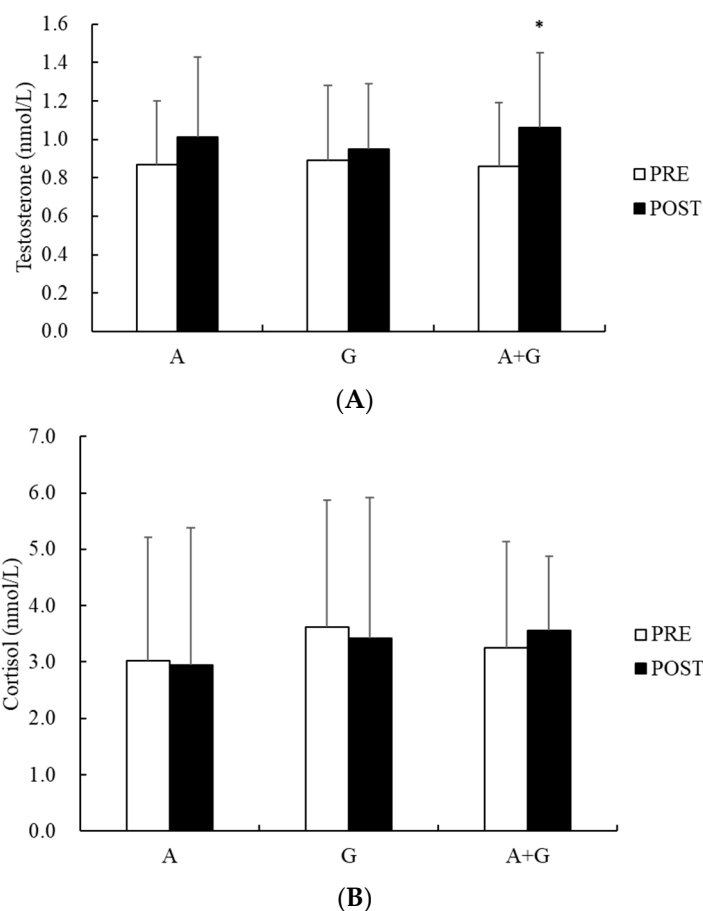 1.6
*
1.4
1.2
1.0
0.8
0.6
0.4
0.2
0.0
Testosterone (nmol/L)
PRE
POST
A G A+G
(A)
7.0
6.0
5.0
4.0
3.0
2.0
1.0
0.0
Cortisol (nmol/L)
PRE
POST
A G A+G
(B)